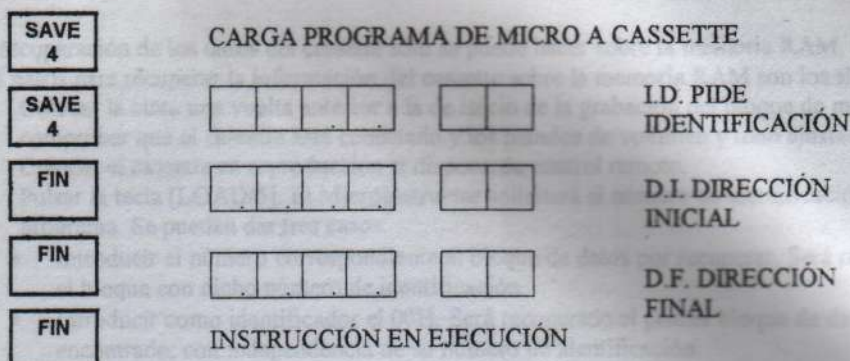 SAVE
4
CARGA PROGRAMA DE MICRO A CASSETTE
SAVE
4
I.D. PIDE
IDENTIFICACIÓN
FIN
D.I. DIRECCIÓN
INICIAL
FIN
D.F. DIRECCIÓN
FINAL
FIN
INSTRUCCIÓN EN EJECUCIÓN